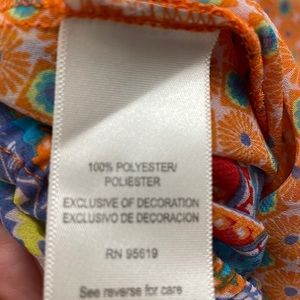 100% POLYESTER/
POLIESTER
EXCLUSIVE OF DECORATION
EXCLUSIVO DE DECORACION
RN 95619
See reverse for care